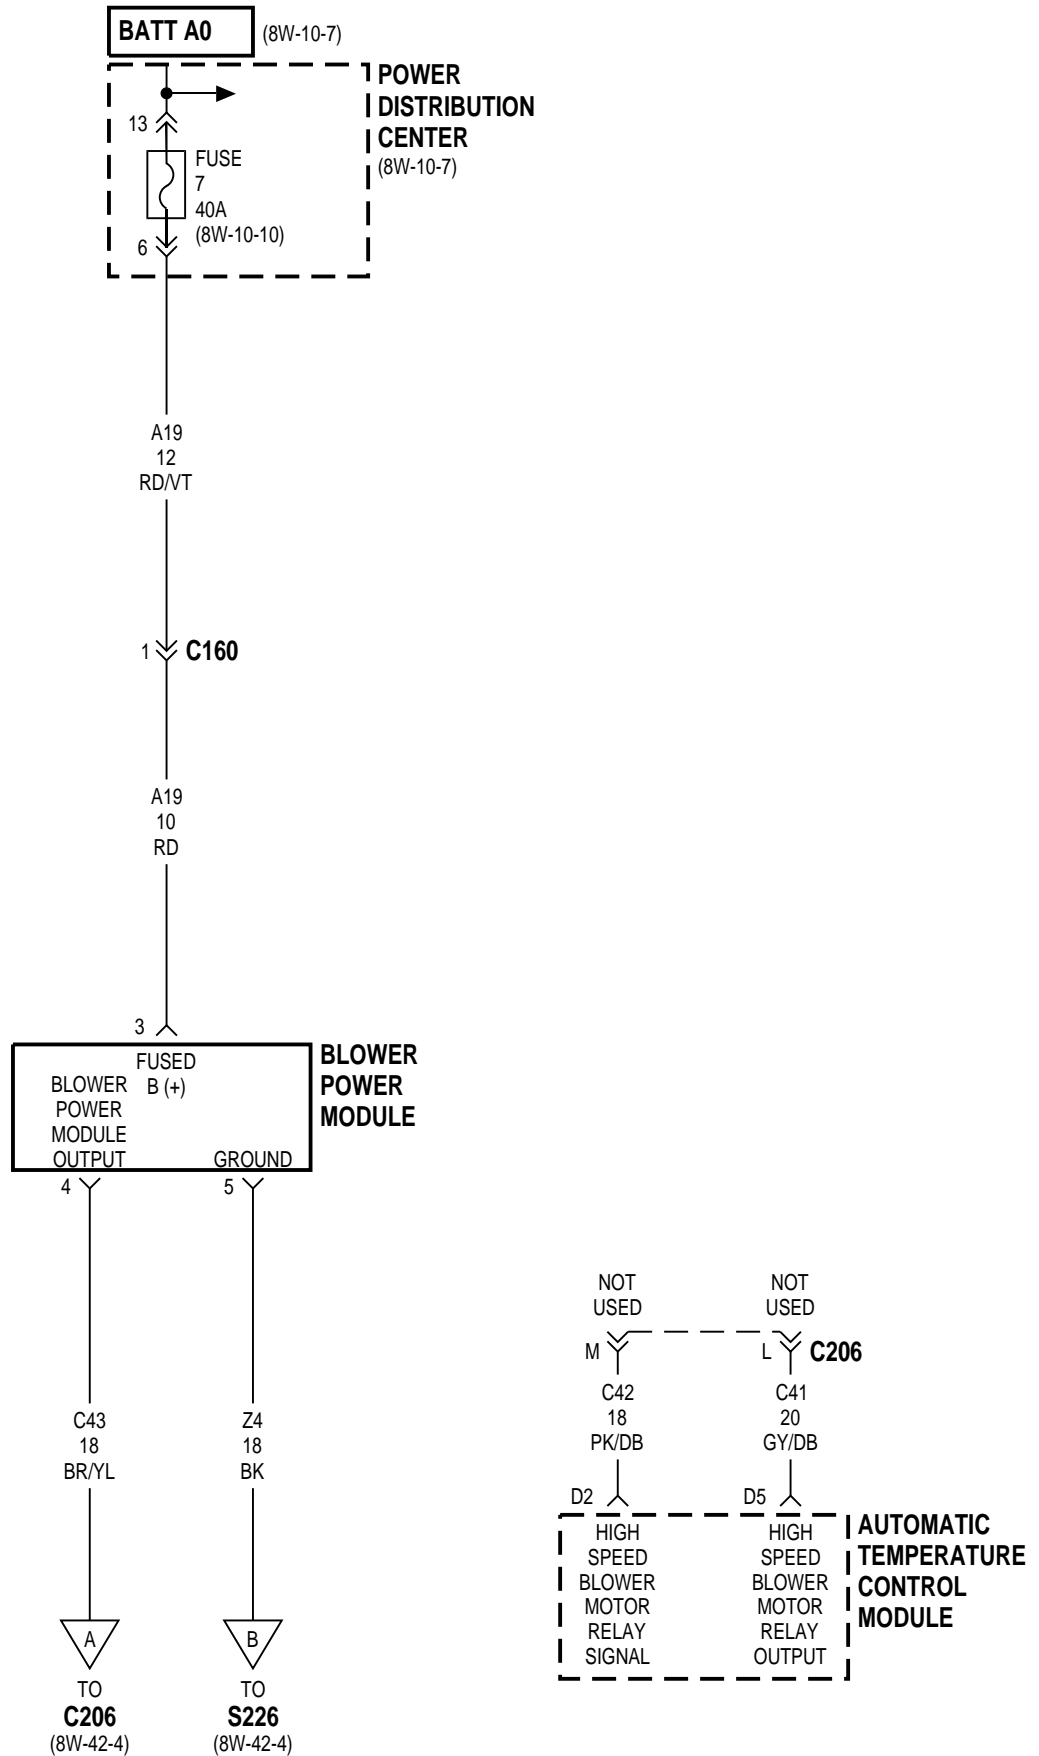 BATT A0 (8W-10-7)
POWER
DISTRIBUTION
CENTER
(8W-10-7)
13
FUSE
7
40A
(8W-10-10)
6
A19
12
RD/VT
1 C160
A19
10
RD
3
BLOWER
POWER
MODULE
FUSED
B (+)
BLOWER
POWER
MODULE
OUTPUT
GROUND
4
5
C43
18
BR/YL
Z4
18
BK
A
TO
C206
(8W-42-4)
B
TO
S226
(8W-42-4)
NOT
USED
NOT
USED
M
L
C206
C42
18
PK/DB
C41
20
GY/DB
D2
D5
HIGH
SPEED
BLOWER
MOTOR
RELAY
SIGNAL
HIGH
SPEED
BLOWER
MOTOR
RELAY
OUTPUT
AUTOMATIC
TEMPERATURE
CONTROL
MODULE